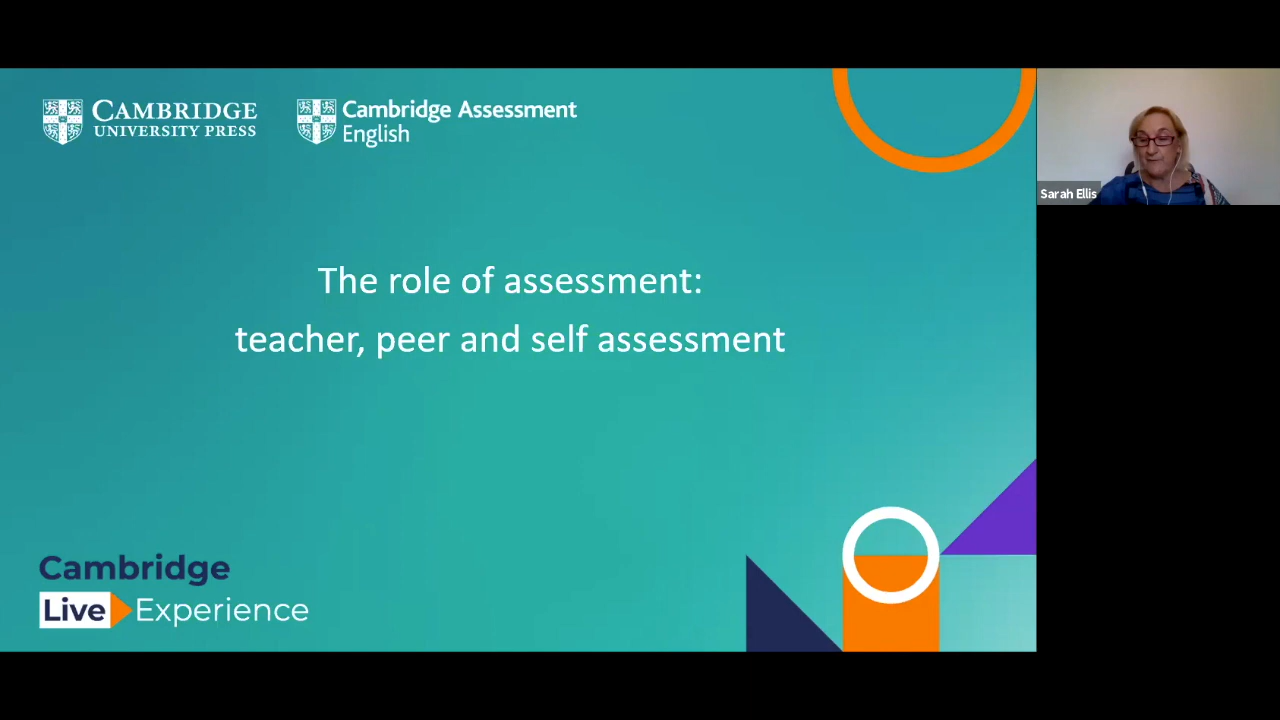 CAMBRIDGE
UNIVERSITY PRESS
Cambridge Assessment
English
Sarah Ellis
The role of assessment:
teacher, peer and self assessment
Cambridge
Live Experience